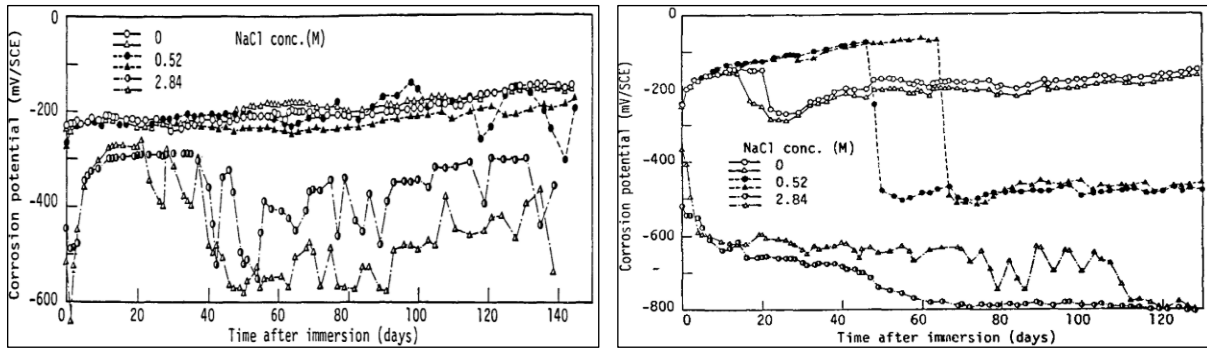 Corrosion potential (mV/SCE)
0
-200
-400
-600
NaCl conc.(M)
0
0.52
2.84
0 20 40 60 80 100 120 140
Time after immersion (days)
Corrosion potential (mV/SCE)
0
-200
-400
-600
-800
NaCl conc. (M)
0
0.52
2.84
0 20 40 60 80 100 120
Time after immersion (days)